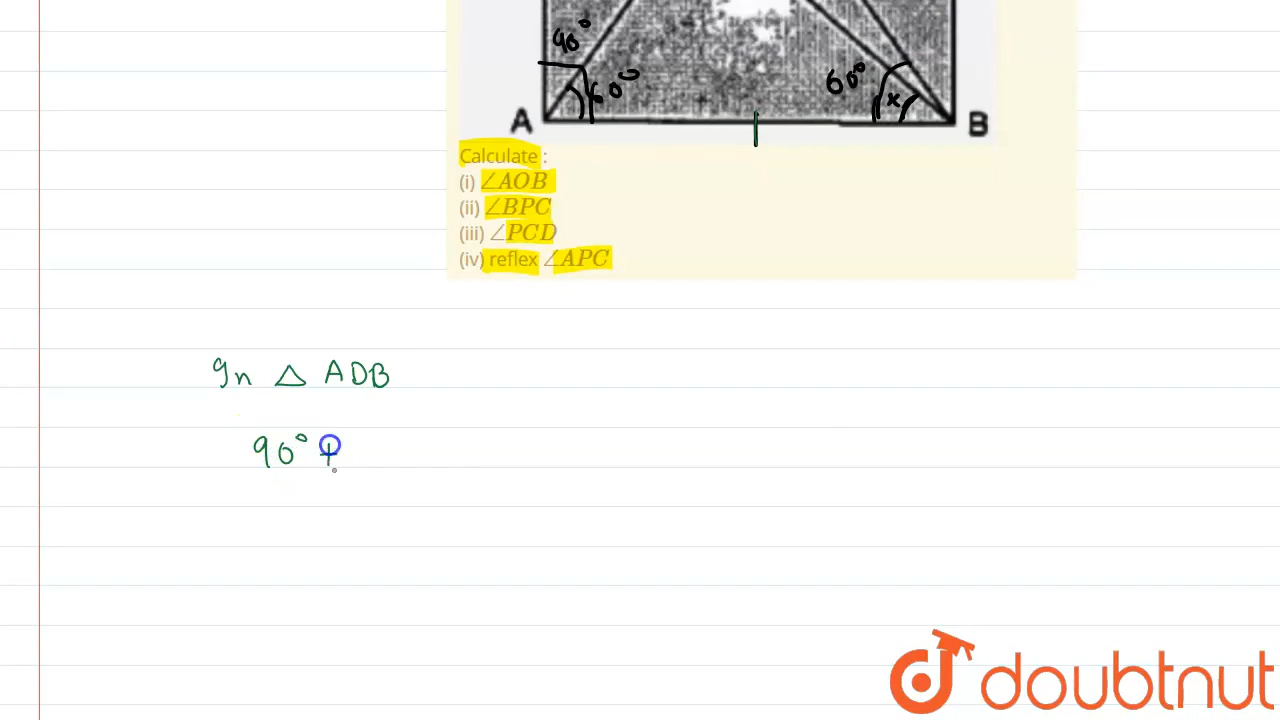 90°
60°
60°
x
A
B
Calculate :
(i) ∠AOB
(ii) ∠BPC
(iii) ∠PCD
(iv) reflex ∠APC
In △ ADB
90° +
doubtnut